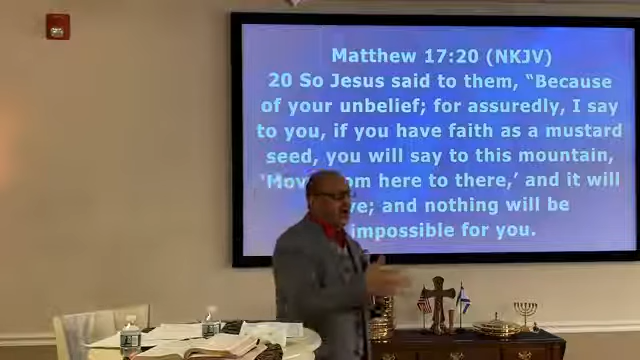 Matthew 17:20 (NKJV)
20 So Jesus said to them, “Because
of your unbelief; for assuredly, I say
to you, if you have faith as a mustard
seed, you will say to this mountain,
here to there,’ and it will
and nothing will be
impossible for you.